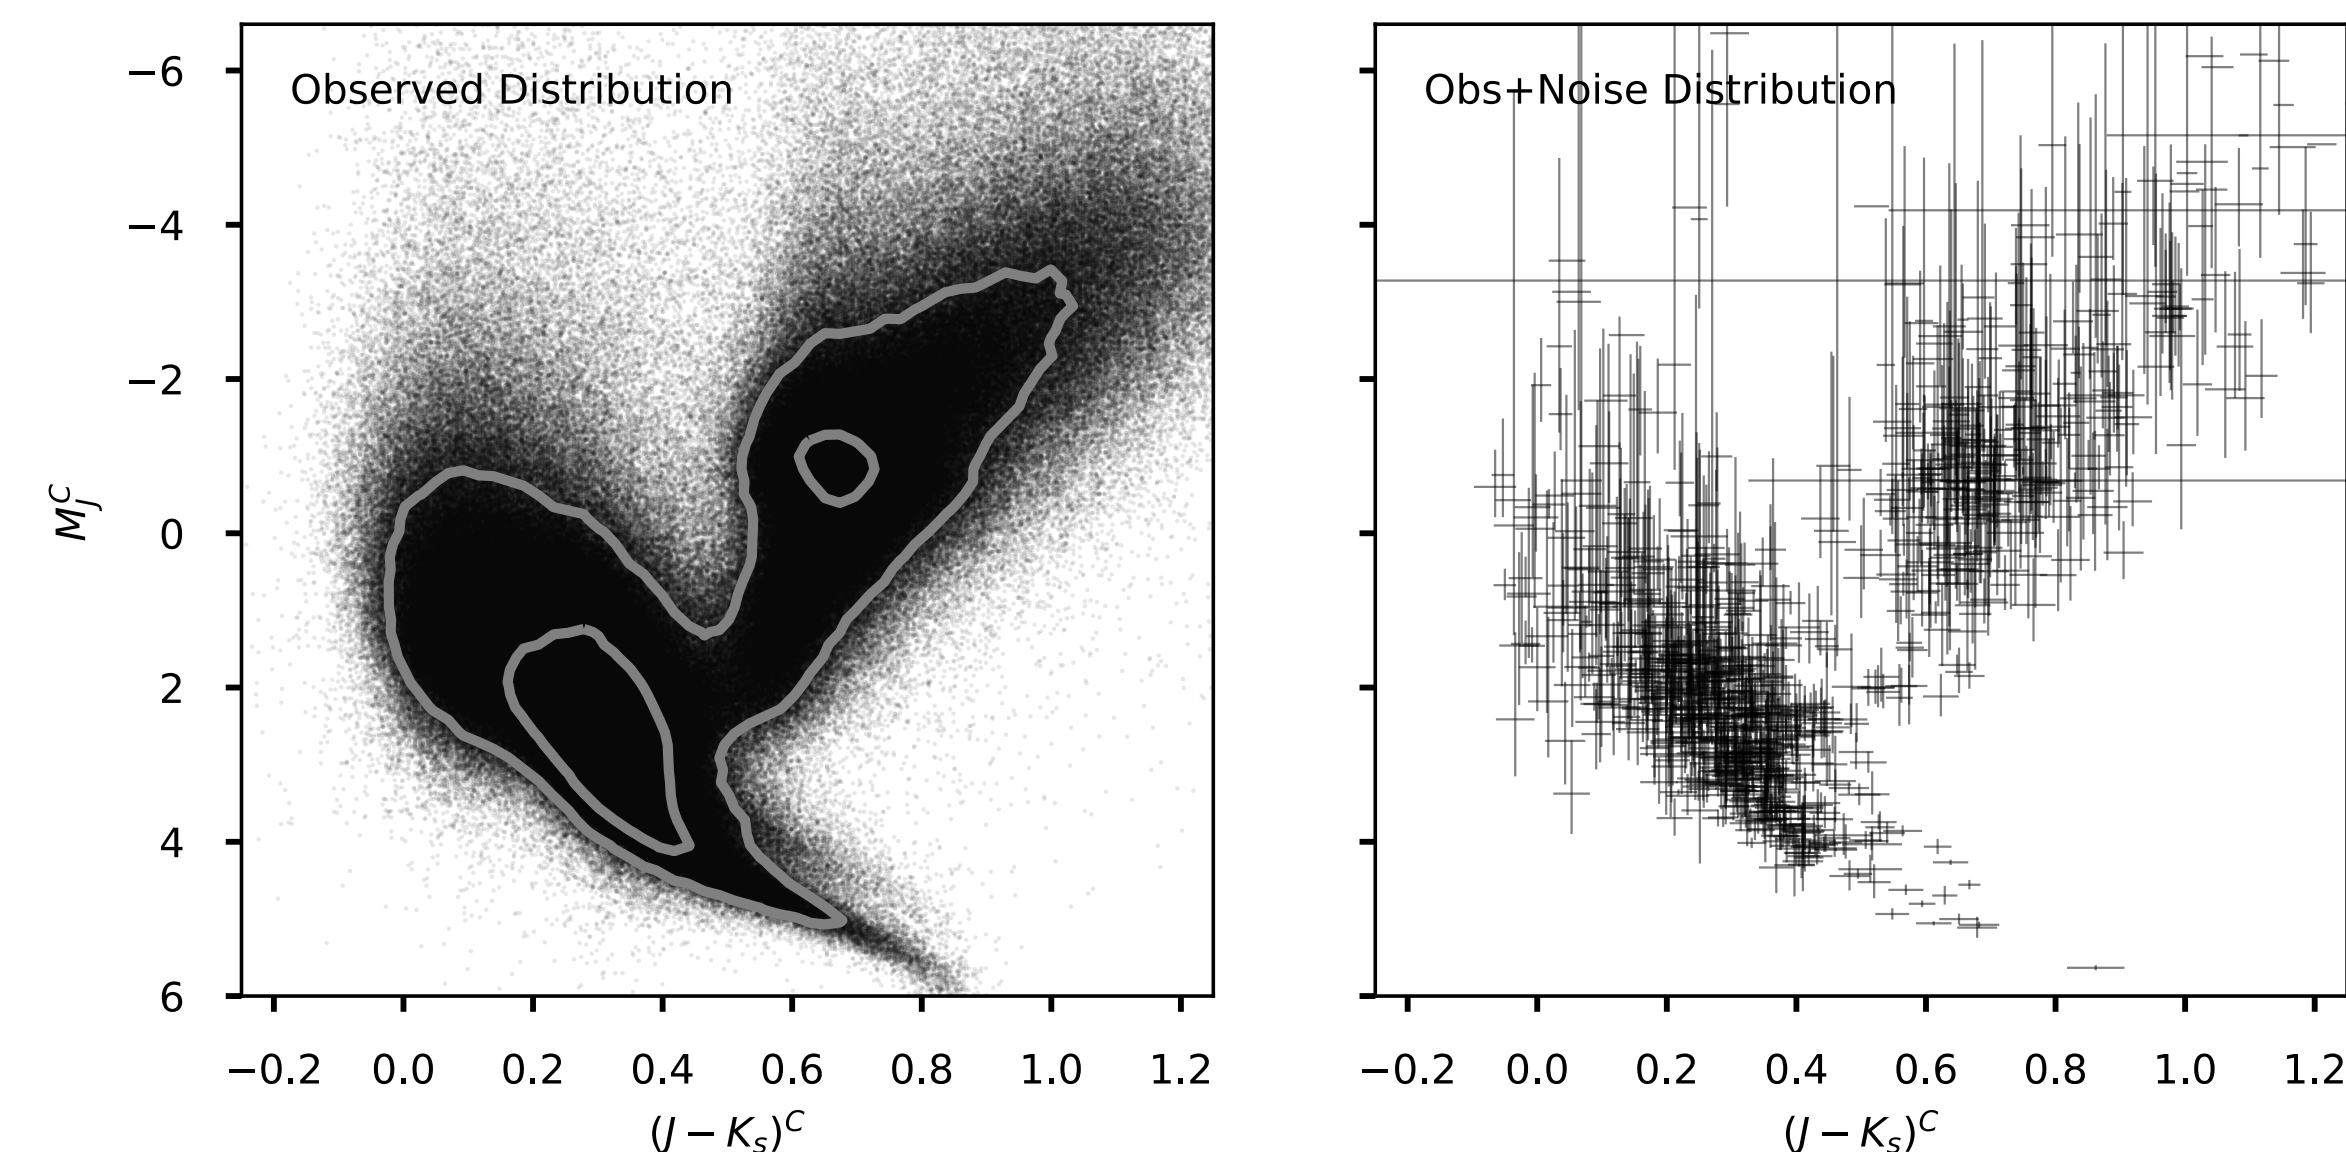 Observed Distribution
Obs+Noise Distribution
−6
−4
−2
0
2
4
6
M_J^C
−0.2 0.0 0.2 0.4 0.6 0.8 1.0 1.2
−0.2 0.0 0.2 0.4 0.6 0.8 1.0 1.2
(J − K_s)^C
(J − K_s)^C